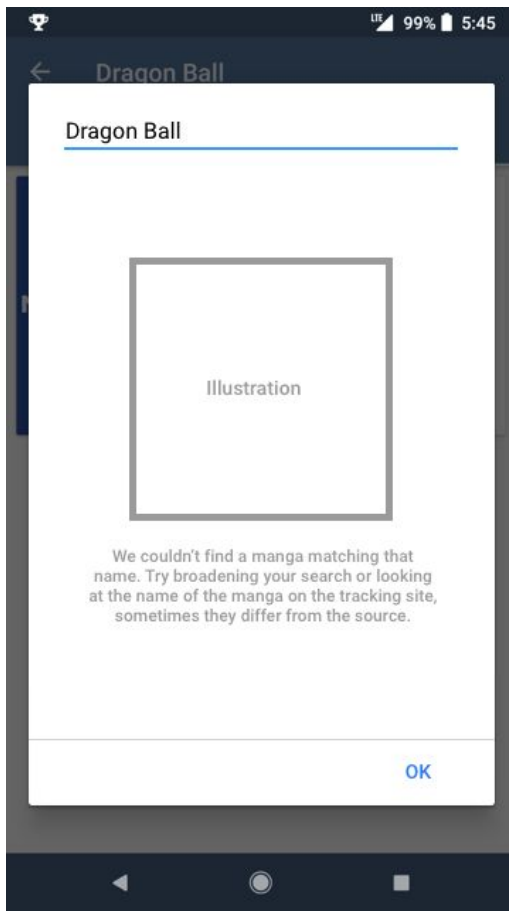 LTE 99% 5:45
Dragon Ball
Dragon Ball
Illustration
We couldn't find a manga matching that
name. Try broadening your search or looking
at the name of the manga on the tracking site,
sometimes they differ from the source.
OK